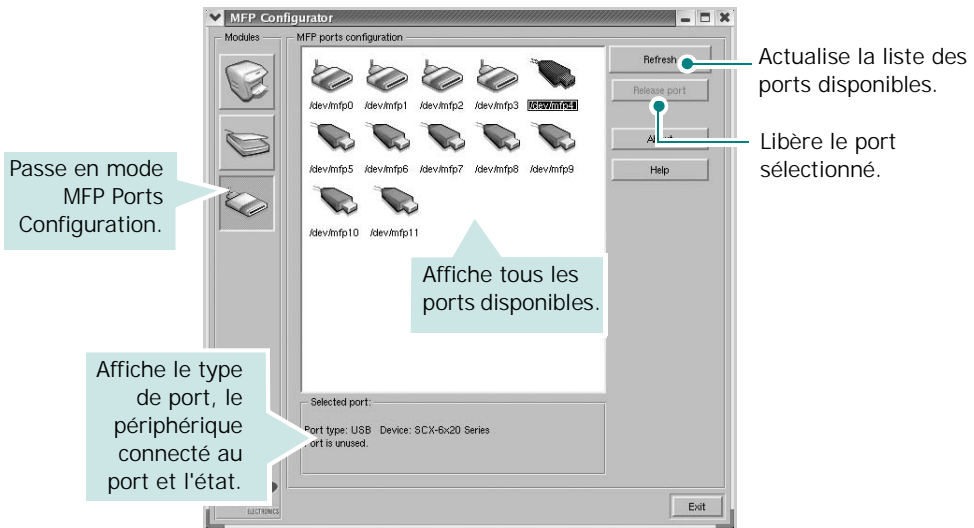 MFP Configurator
Modules
MFP ports configuration
/dev/mfp0 /dev/mfp1 /dev/mfp2 /dev/mfp3 /dev/mfp4
/dev/mfp5 /dev/mfp6 /dev/mfp7 /dev/mfp8 /dev/mfp9
/dev/mfp10 /dev/mfp11
Refresh
Release port
Help
Actualise la liste des
ports disponibles.
Libère le port
sélectionné.
Passe en mode
MFP Ports
Configuration.
Affiche tous les
ports disponibles.
Affiche le type
de port, le
périphérique
connecté au
port et l'état.
Selected port:
Port type: USB Device: SCX-6x20 Series
Port is unused.
ELECTRONICS
Exit